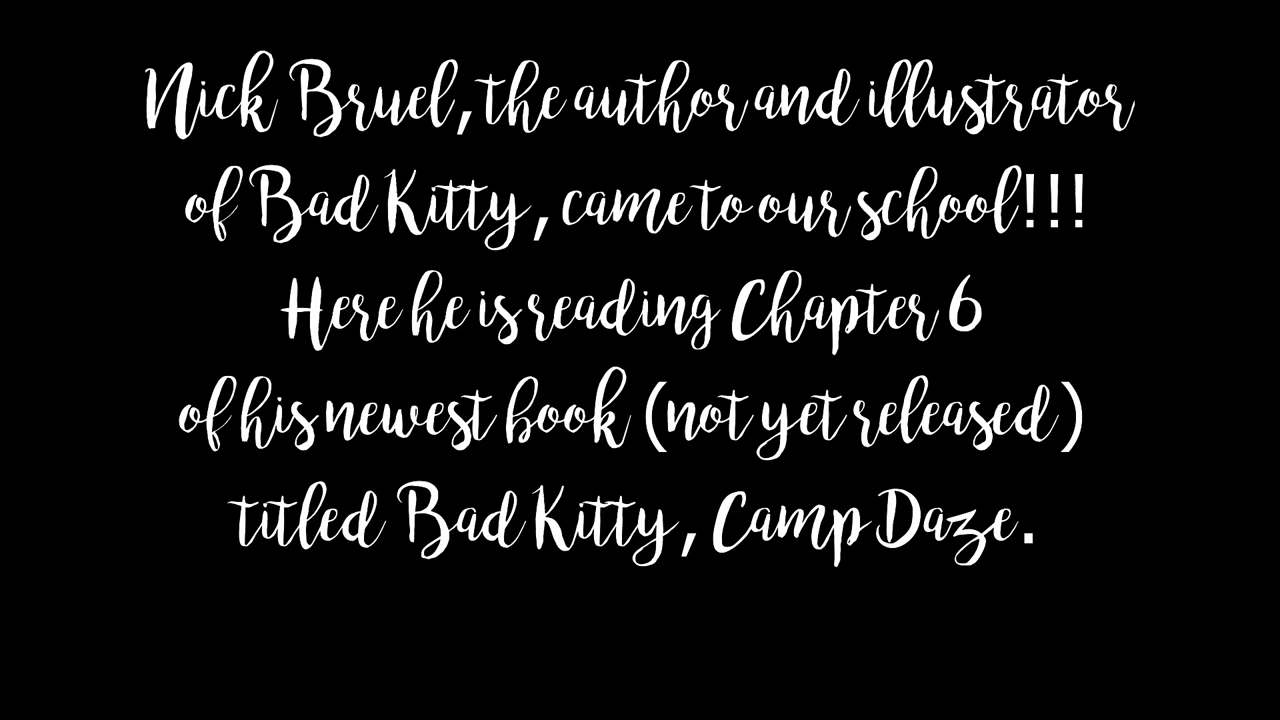 Nick Bruel, the author and illustrator
of Bad Kitty, came to our school!!!
Here he is reading Chapter 6
of his newest book (not yet released)
titled Bad Kitty, Camp Daze.